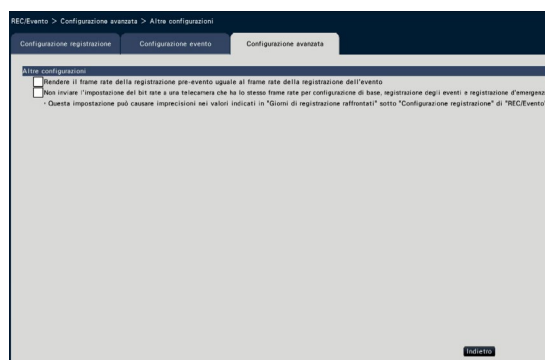 REC/Evento > Configurazione avanzata > Altre configurazioni
Configurazione registrazione
Configurazione evento
Configurazione avanzata
Altre configurazioni
Rendere il frame rate della registrazione pre-evento uguale al frame rate della registrazione dell'evento
Non inviare l'impostazione del bit rate a una telecamera che ha lo stesso frame rate per configurazione di base, registrazione degli eventi e registrazione d'emergenz
· Questa impostazione può causare imprecisioni nei valori indicati in "Giorni di registrazione raffrontati" sotto "Configurazione registrazione" di "REC/Evento"
Indietro